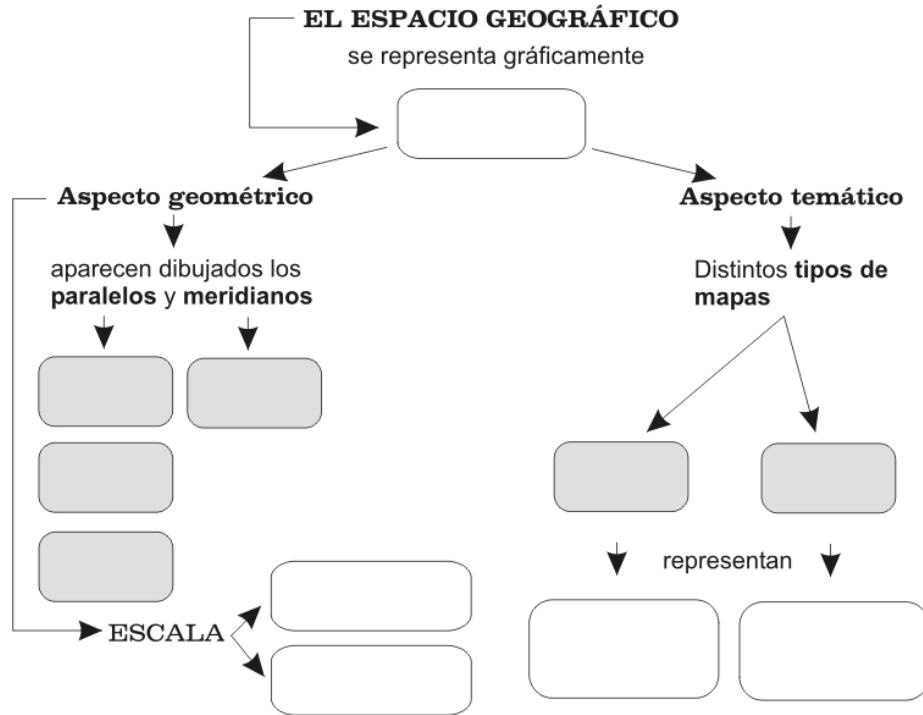 EL ESPACIO GEOGRÁFICO
se representa gráficamente
Aspecto geométrico
Aspecto temático
aparecen dibujados los
paralelos y meridianos
Distintos tipos de
mapas
representan
ESCALA